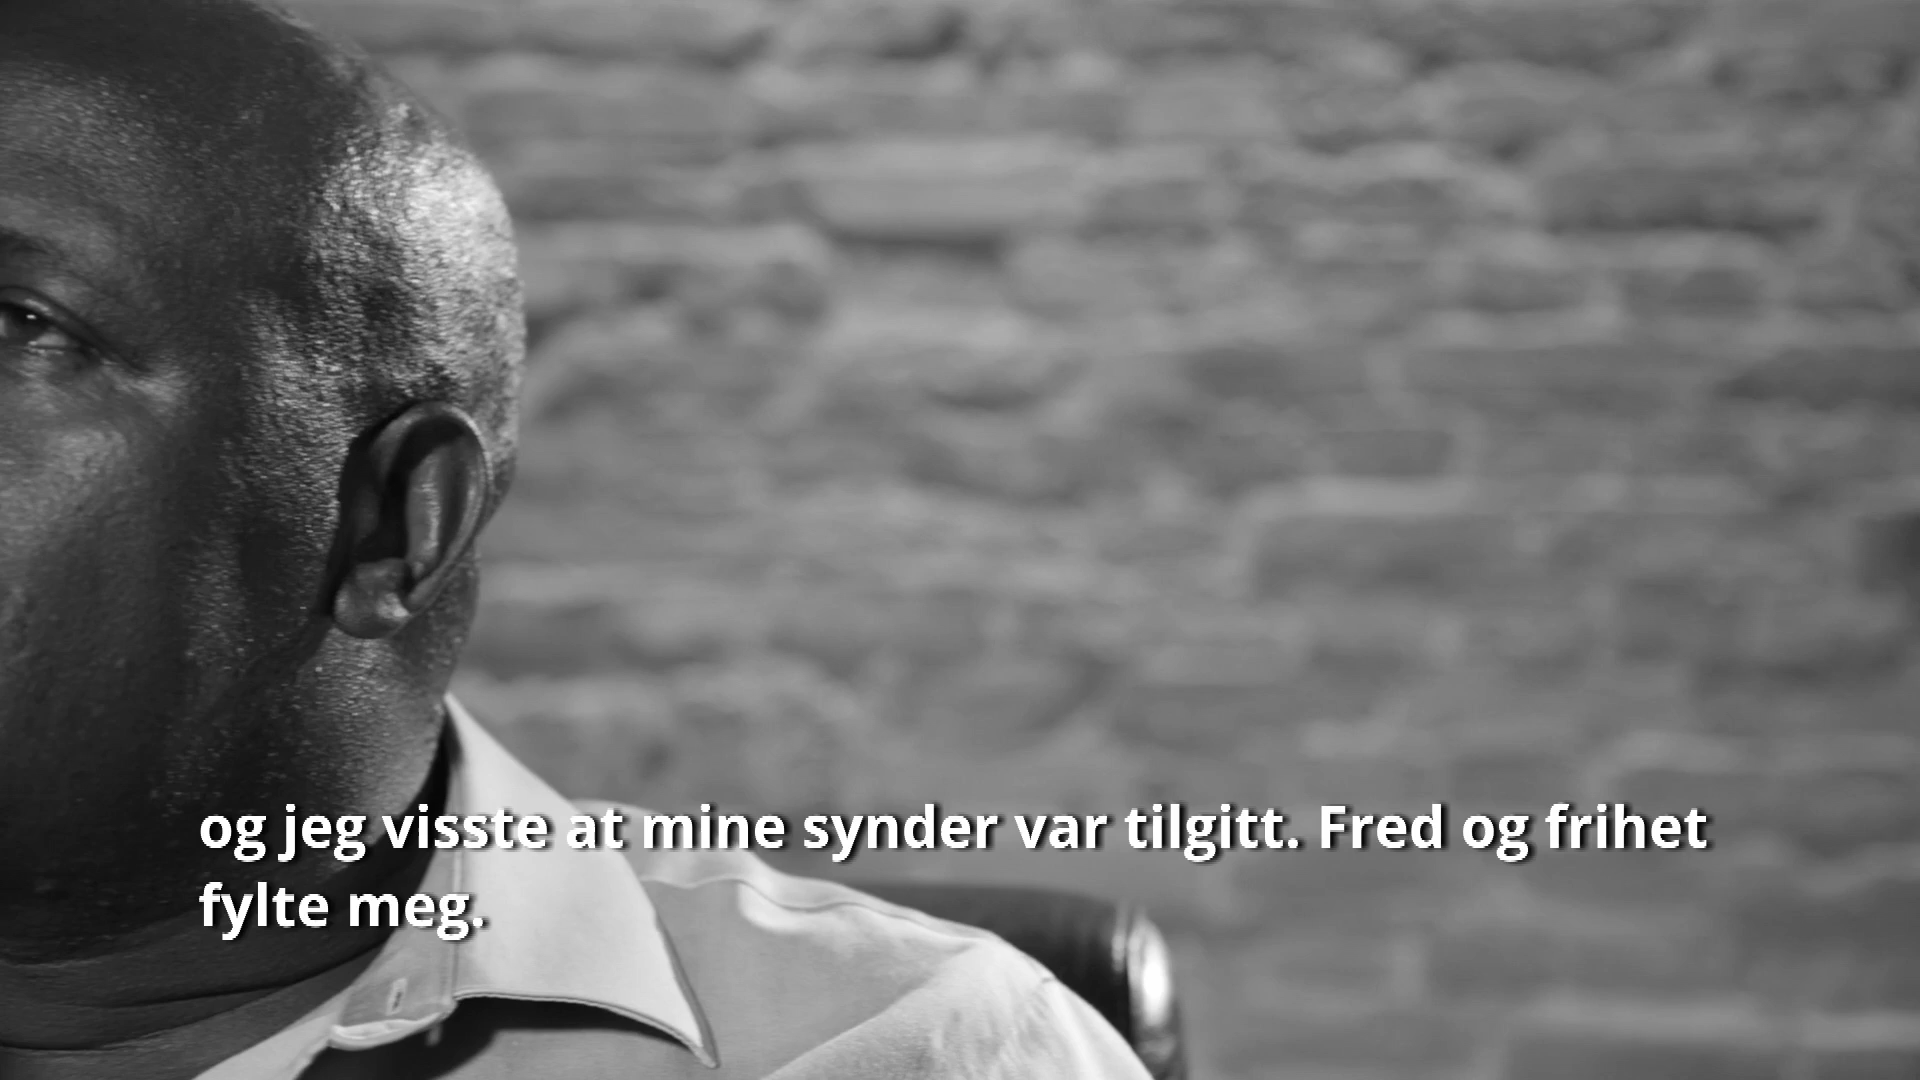 og jeg visste at mine synder var tilgitt. Fred og frihet
fylte meg.